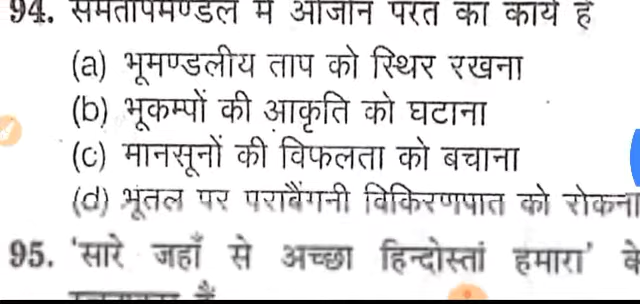 94. समतापमण्डल में ओजोन परत का कार्य है
(a) भूमण्डलीय ताप को स्थिर रखना
(b) भूकम्पों की आकृति को घटाना
(c) मानसूनों की विफलता को बचाना
(d) भूतल पर पराबैंगनी विकिरणपात को रोकना
95. 'सारे जहाँ से अच्छा हिन्दोस्तां हमारा' के